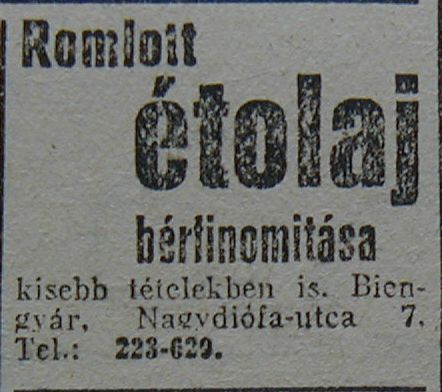 Romlott
étolaj
bérfinomitása
kisebb tételekben is. Bien-
gyár, Nagydiófa-utca 7.
Tel.: 223-629.